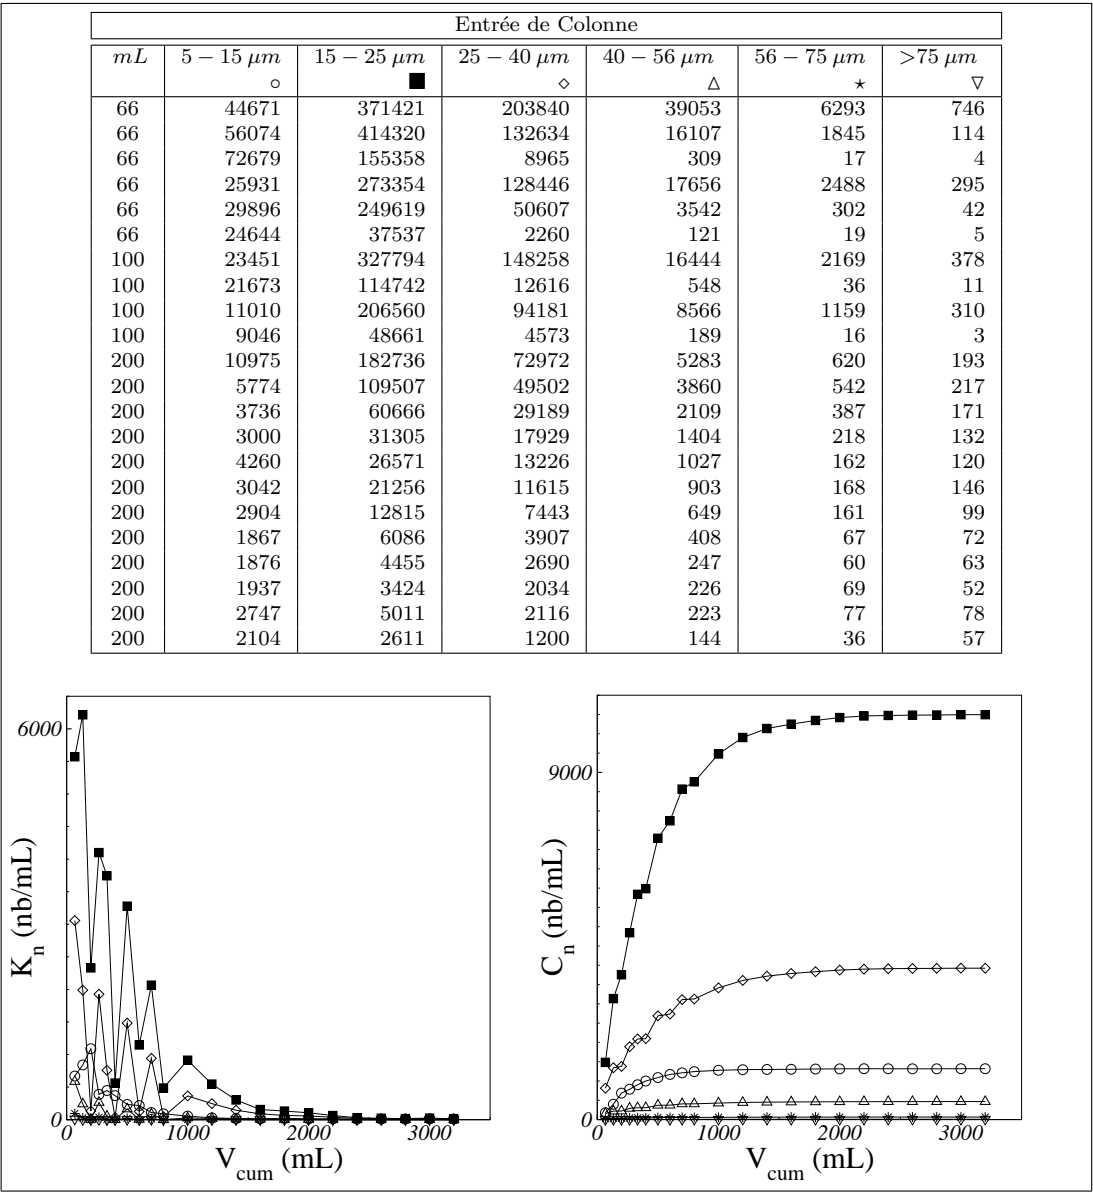 Entrée de Colonne
mL 5 – 15 μm 15 – 25 μm 25 – 40 μm 40 – 56 μm 56 – 75 μm >75 μm
○ ■ ◇ △ ⋆ ▽
66 44671 371421 203840 39053 6293 746
66 56074 414320 132634 16107 1845 114
66 72679 155358 8965 309 17 4
66 25931 273354 128446 17656 2488 295
66 29896 249619 50607 3542 302 42
66 24644 37537 2260 121 19 5
100 23451 327794 148258 16444 2169 378
100 21673 114742 12616 548 36 11
100 11010 206560 94181 8566 1159 310
100 9046 48661 4573 189 16 3
200 10975 182736 72972 5283 620 193
200 5774 109507 49502 3860 542 217
200 3736 60666 29189 2109 387 171
200 3000 31305 17929 1404 218 132
200 4260 26571 13226 1027 162 120
200 3042 21256 11615 903 168 146
200 2904 12815 7443 649 161 99
200 1867 6086 3907 408 67 72
200 1876 4455 2690 247 60 63
200 1937 3424 2034 226 69 52
200 2747 5011 2116 223 77 78
200 2104 2611 1200 144 36 57
6000
0
K_n (nb/mL)
0 1000 2000 3000
V_cum (mL)
9000
0
C_n (nb/mL)
0 1000 2000 3000
V_cum (mL)